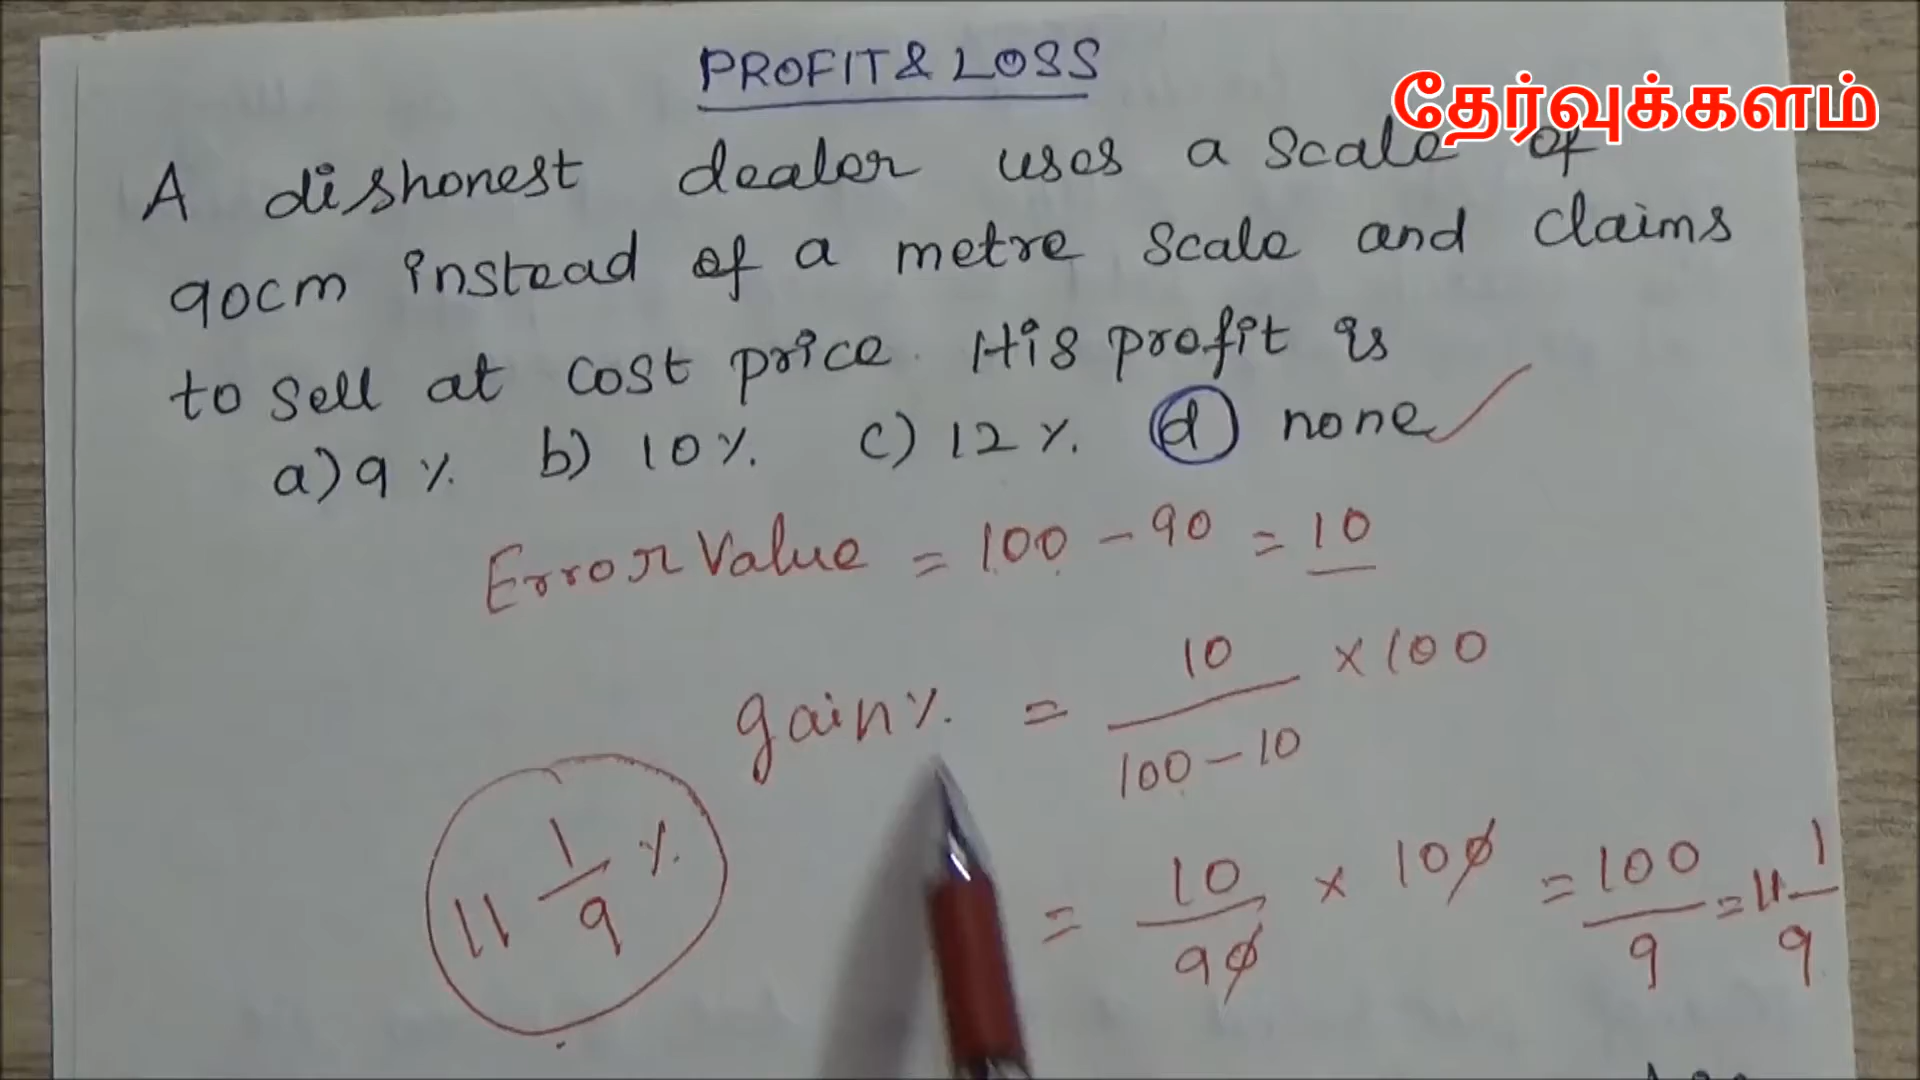 PROFIT & LOSS
தேர்வுக்களம்
A dishonest dealer uses a scale of
90cm instead of a metre scale and claims
to sell at cost price. His profit is
a) 9% b) 10% c) 12% d) none
Error Value = 100 - 90 = 10
gain% = 10/(100-10) × 100
= 10/90 × 100 = 100/9 = 11 1/9
11 1/9 %